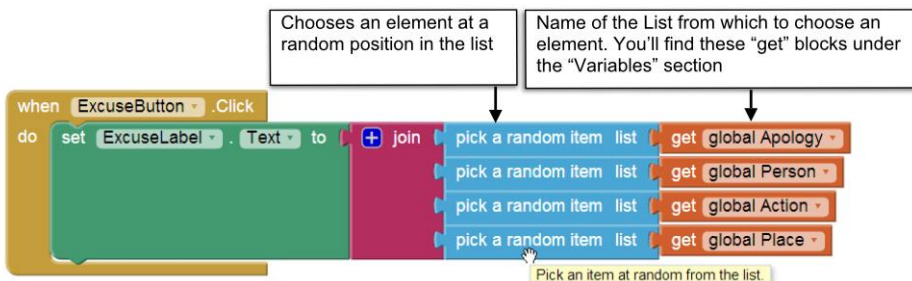 Chooses an element at a
random position in the list
Name of the List from which to choose an
element. You’ll find these “get” blocks under
the “Variables” section
when ExcuseButton .Click
do set ExcuseLabel . Text to join pick a random item list get global Apology
pick a random item list get global Person
pick a random item list get global Action
pick a random item list get global Place
Pick an item at random from the list.